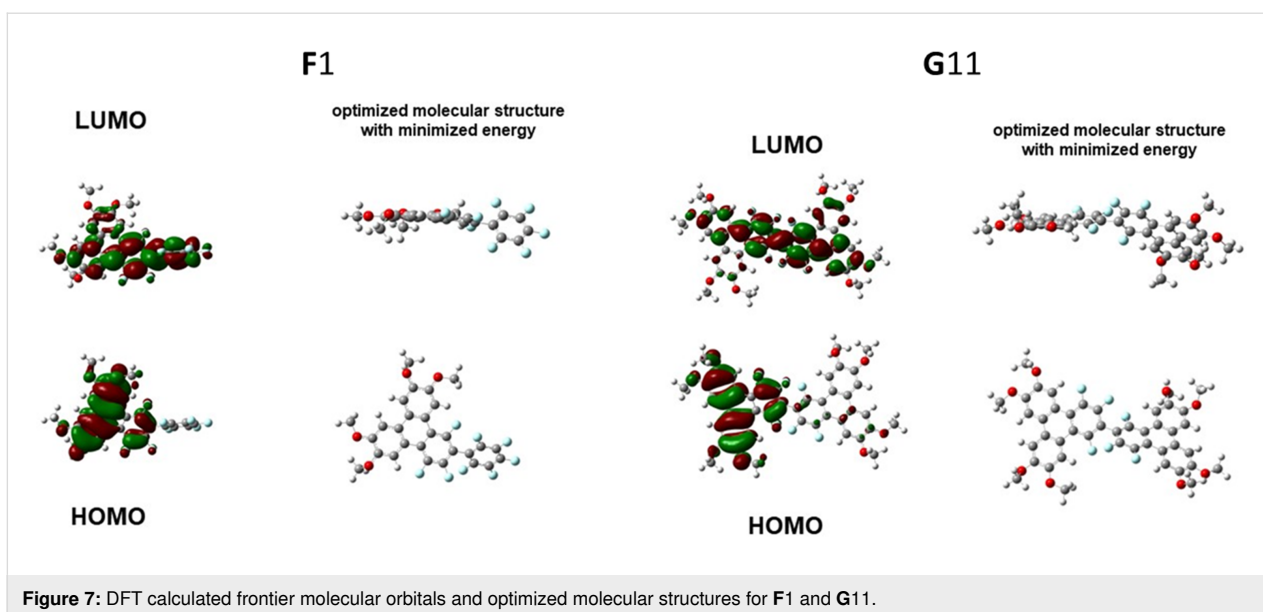 F1
G11
LUMO
optimized molecular structure
with minimized energy
LUMO
optimized molecular structure
with minimized energy
HOMO
HOMO
Figure 7: DFT calculated frontier molecular orbitals and optimized molecular structures for F1 and G11.